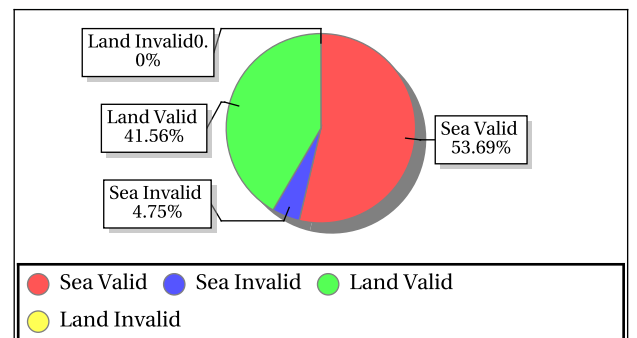 Land Invalid0.
0%
Land Valid
41.56%
Sea Valid
53.69%
Sea Invalid
4.75%
Sea Valid Sea Invalid Land Valid
Land Invalid